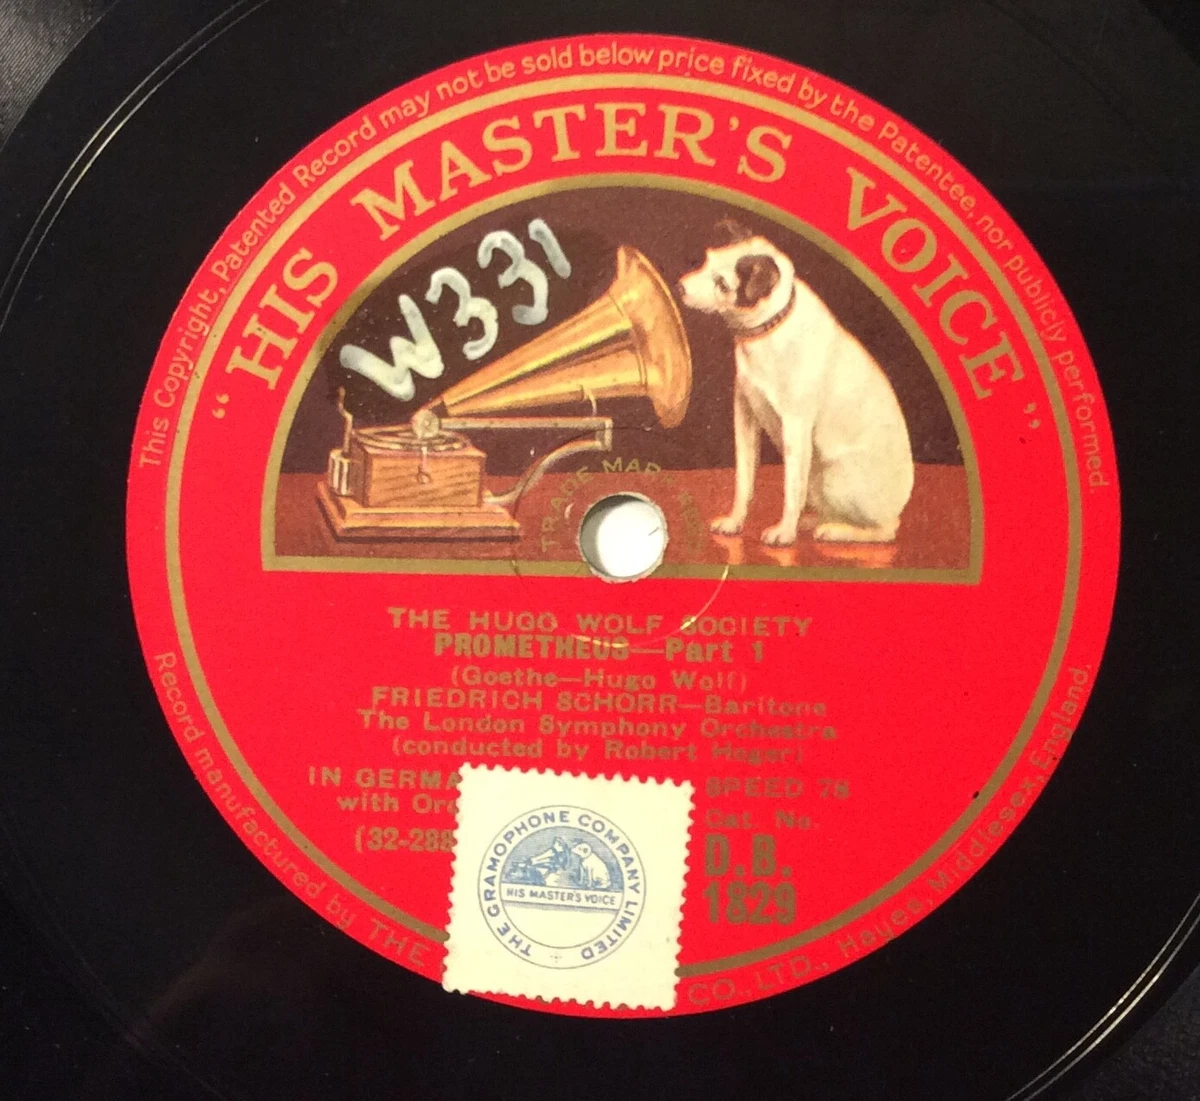 This Copyright, Patented Record may not be sold below price fixed by the Patentee, nor publicly performed.
"HIS MASTER'S VOICE"
W331
TRADE MARK
THE HUGO WOLF SOCIETY
PROMETHEUS—Part 1
(Goethe—Hugo Wolf)
FRIEDRICH SCHORR—Baritone
The London Symphony Orchestra
(conducted by Robert Heger)
IN GERMA
with Orc
(32-288
SPEED 78
Cat. No.
D.B.
1829
THE GRAMOPHONE COMPANY LIMITED
HIS MASTER'S VOICE
Record manufactured by THE
CO., LTD., Hayes, Middlesex, England.